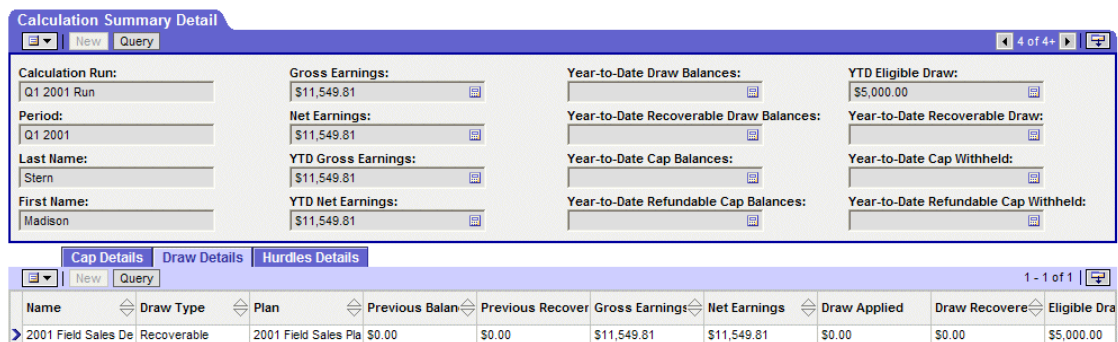 Calculation Summary Detail
New Query 4 of 4+
Calculation Run: Gross Earnings: Year-to-Date Draw Balances: YTD Eligible Draw:
Q1 2001 Run $11,549.81 $5,000.00
Period: Net Earnings: Year-to-Date Recoverable Draw Balances: Year-to-Date Recoverable Draw:
Q1 2001 $11,549.81
Last Name: YTD Gross Earnings: Year-to-Date Cap Balances: Year-to-Date Cap Withheld:
Stern $11,549.81
First Name: YTD Net Earnings: Year-to-Date Refundable Cap Balances: Year-to-Date Refundable Cap Withheld:
Madison $11,549.81
Cap Details Draw Details Hurdles Details
New Query 1 - 1 of 1
Name Draw Type Plan Previous Balan Previous Recover Gross Earnings Net Earnings Draw Applied Draw Recovere Eligible Dra
2001 Field Sales De Recoverable 2001 Field Sales Pla $0.00 $0.00 $11,549.81 $11,549.81 $0.00 $0.00 $5,000.00